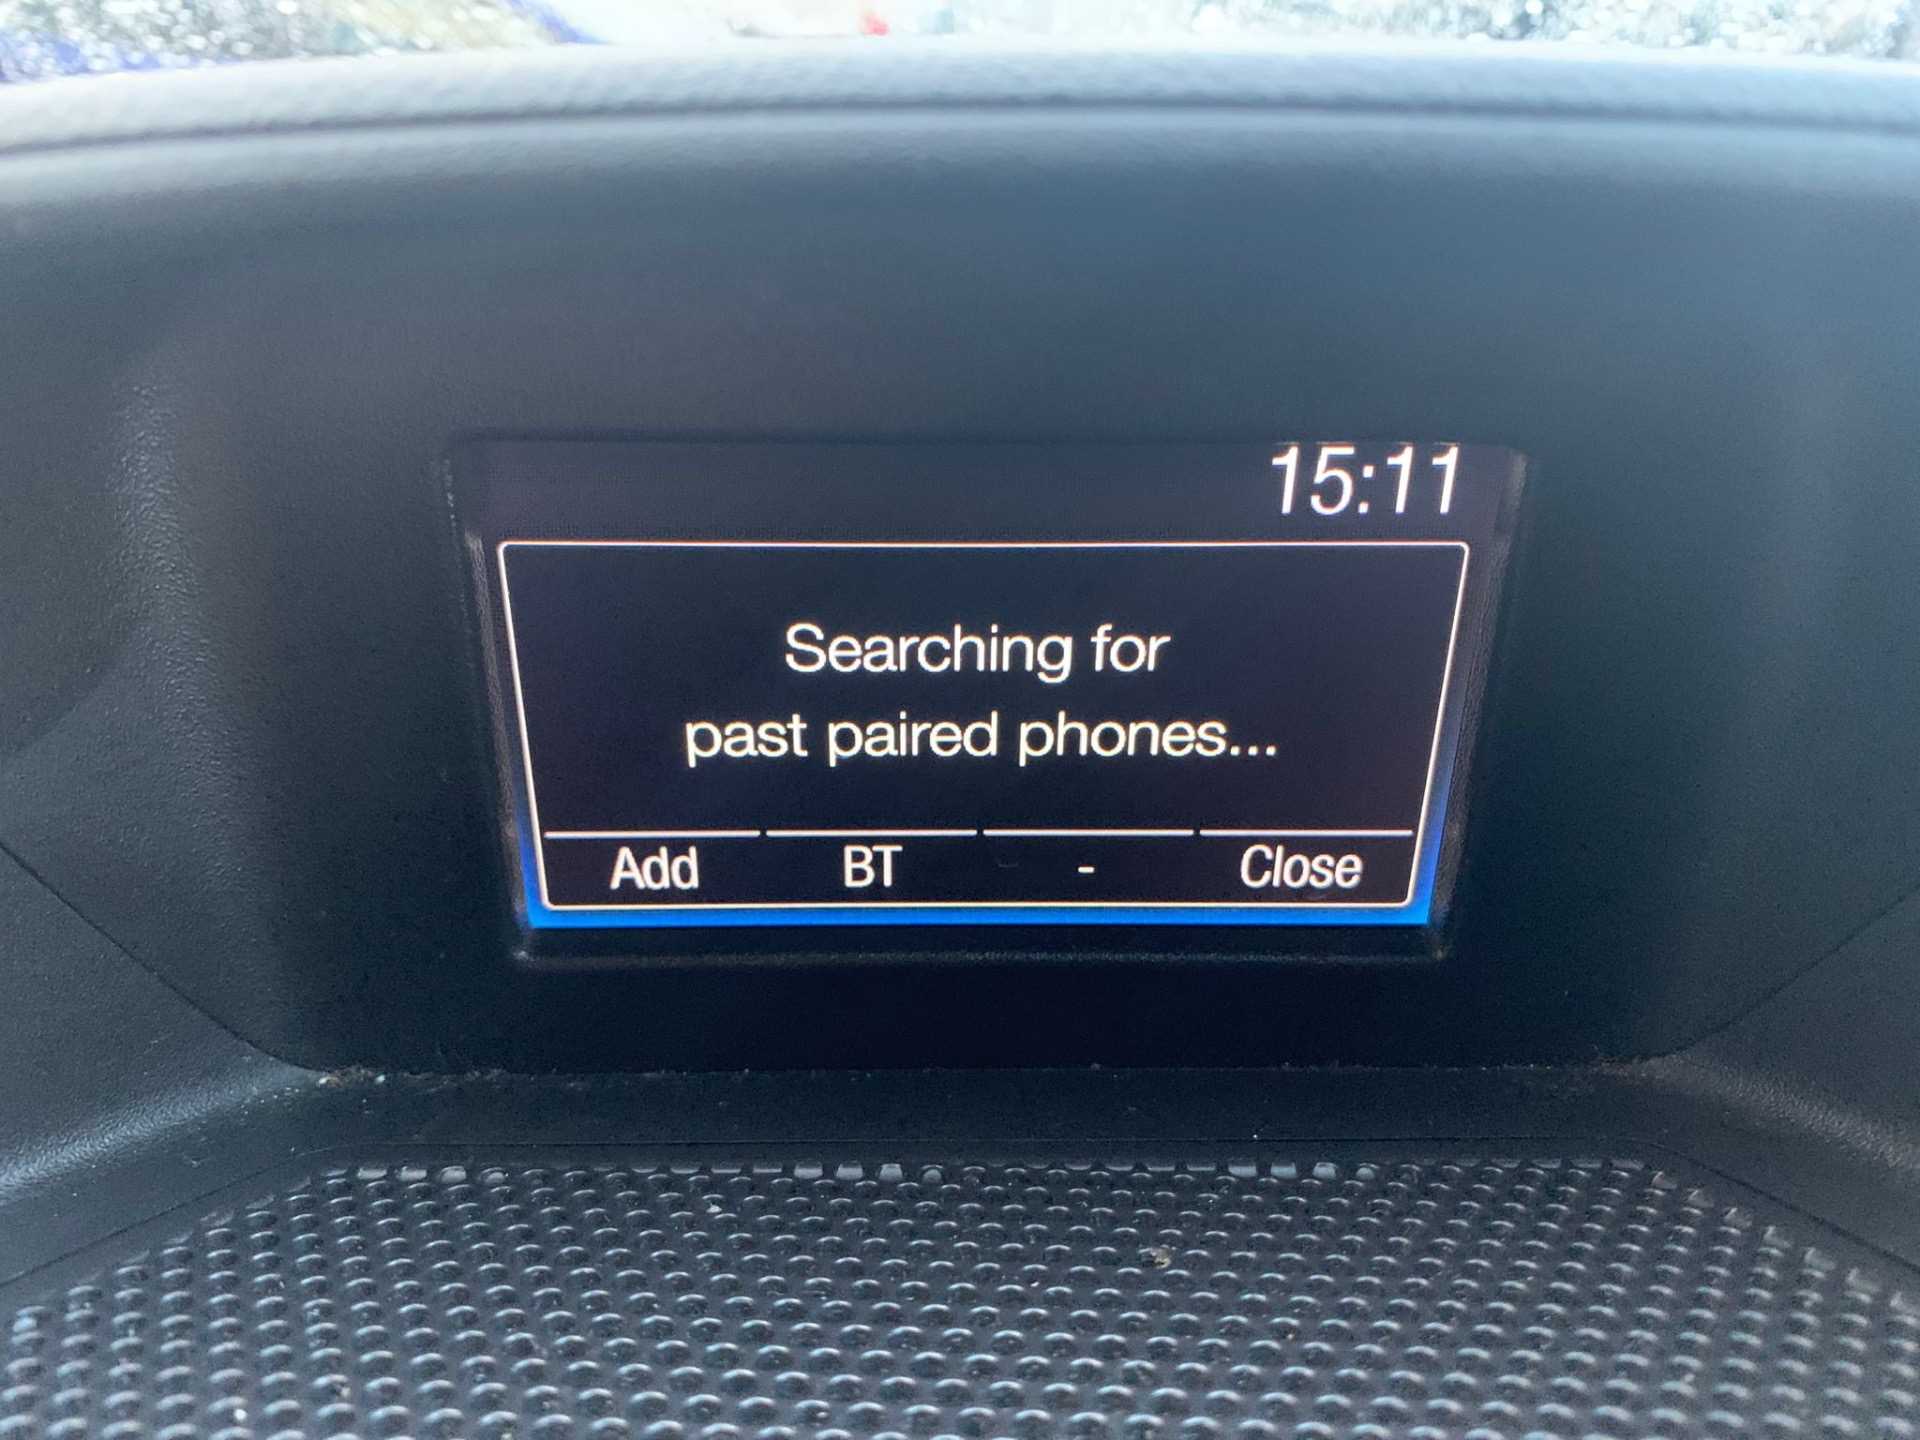 15:11
Searching for
past paired phones...
Add BT - Close